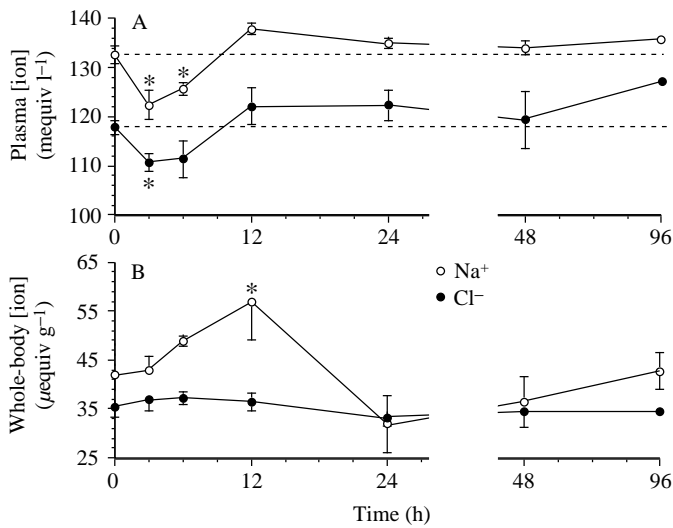 A
140
130
120
110
100
Plasma [ion]
(mequiv l⁻¹)
*
*
*
0
12
24
48
96
B
65
55
45
35
25
Whole-body [ion]
(μequiv g⁻¹)
*
Na⁺
Cl⁻
0
12
24
48
96
Time (h)